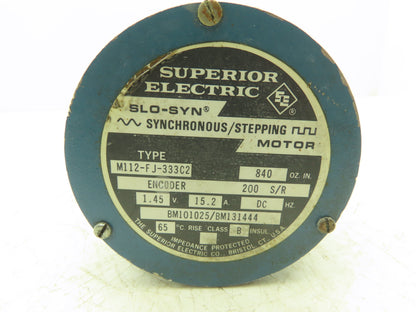 SUPERIOR
ELECTRIC
SE ®
SLO-SYN®
SYNCHRONOUS/STEPPING
MOTOR
TYPE
M112-FJ-333C2 840 OZ. IN.
ENCODER 200 S/R
1.45 V. 15.2 A. DC HZ
BM101025/BM131444
65 °C. RISE CLASS B INSUL.
IMPEDANCE PROTECTED
THE SUPERIOR ELECTRIC CO., BRISTOL, CT., U.S.A.